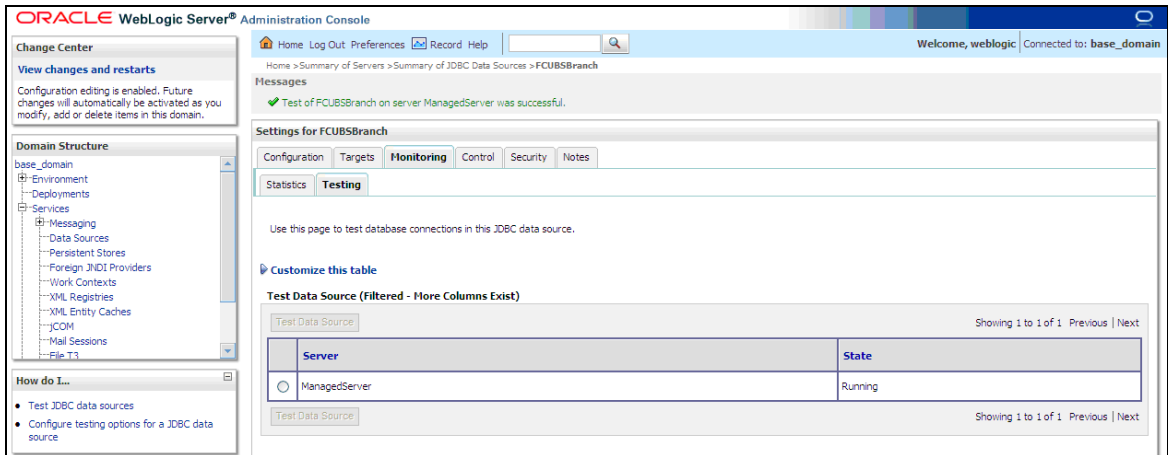 ORACLE WebLogic Server® Administration Console
Change Center
View changes and restarts
Configuration editing is enabled. Future
changes will automatically be activated as you
modify, add or delete items in this domain.
Domain Structure
base_domain
Environment
Deployments
Services
Messaging
Data Sources
Persistent Stores
Foreign JNDI Providers
Work Contexts
XML Registries
XML Entity Caches
jCOM
Mail Sessions
File T3
How do I...
Test JDBC data sources
Configure testing options for a JDBC data
source
Home Log Out Preferences Record Help
Welcome, weblogic Connected to: base_domain
Home >Summary of Servers >Summary of JDBC Data Sources >FCUBSBranch
Messages
Test of FCUBSBranch on server ManagedServer was successful.
Settings for FCUBSBranch
Configuration Targets Monitoring Control Security Notes
Statistics Testing
Use this page to test database connections in this JDBC data source.
Customize this table
Test Data Source (Filtered - More Columns Exist)
Test Data Source Showing 1 to 1 of 1 Previous | Next
Server State
ManagedServer Running
Test Data Source Showing 1 to 1 of 1 Previous | Next